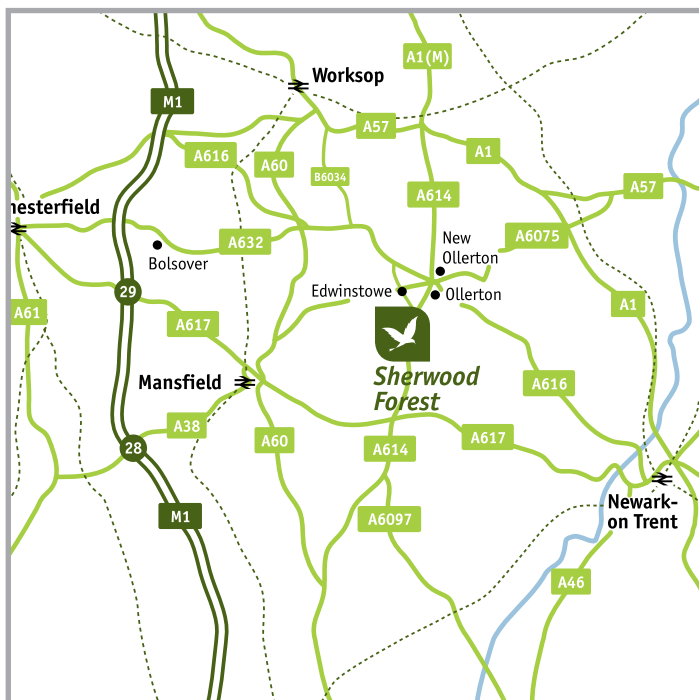 A1(M)
Worksop
M1
A57
A616
A60
A1
B6034
A57
A614
hesterfield
A632
A6075
New
Ollerton
Bolsover
29
Edwinstowe
Ollerton
A61
A617
A1
Sherwood
Forest
Mansfield
A616
A38
A60
A614
A617
28
M1
A6097
Newark-
on Trent
A46